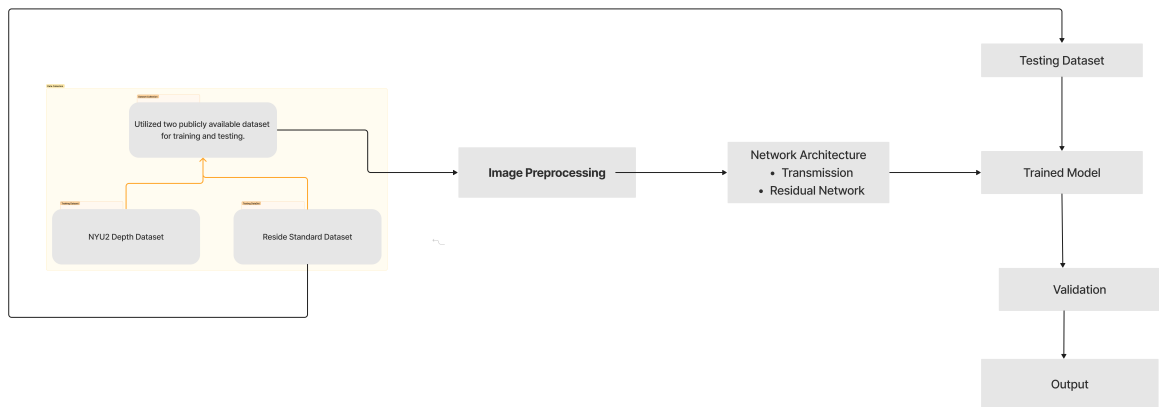 Testing Dataset
Utilized two publicly available dataset
for training and testing.
Network Architecture
• Transmission
• Residual Network
Image Preprocessing
Trained Model
NYU2 Depth Dataset
Reside Standard Dataset
Validation
Output